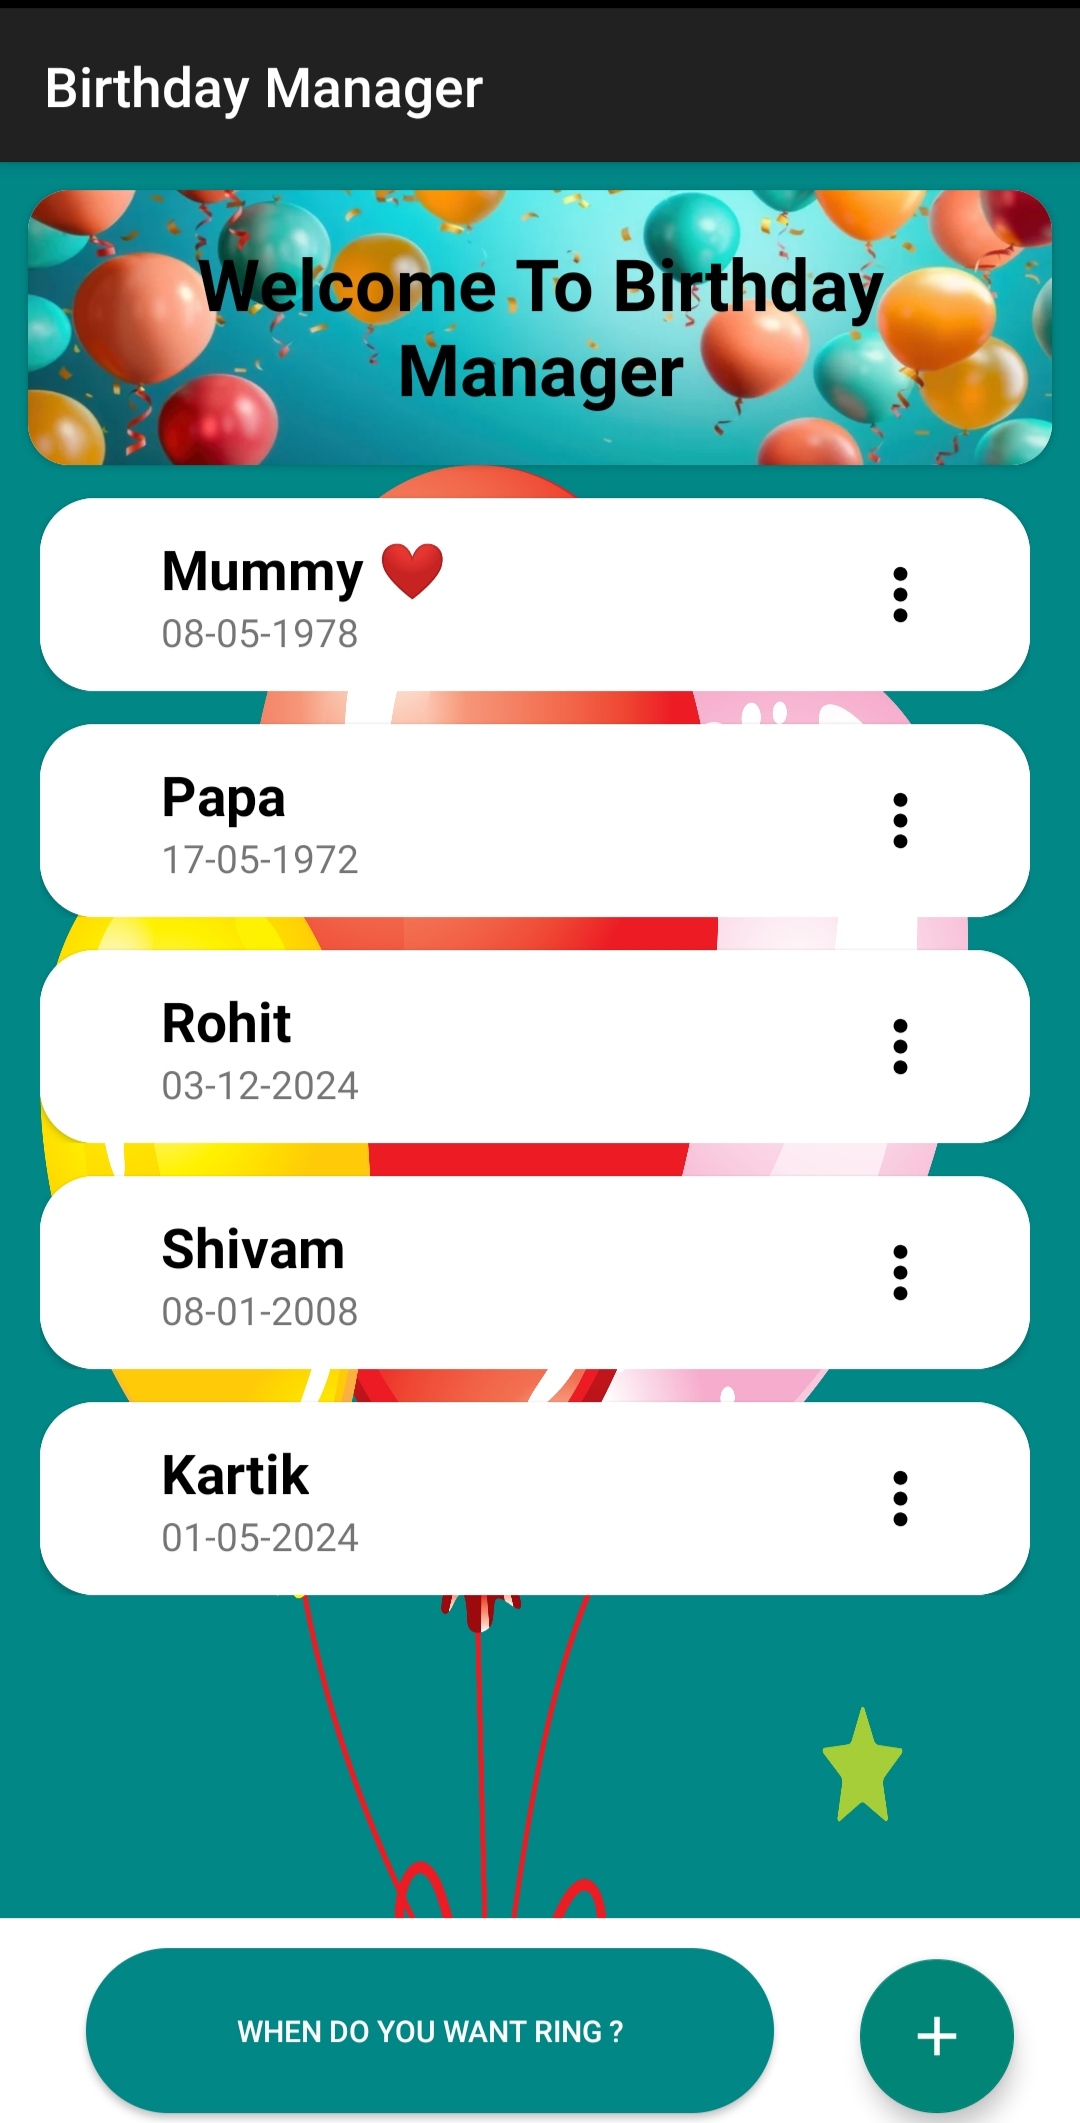 Birthday Manager
Welcome To Birthday
Manager
Mummy ❤️
08-05-1978
Papa
17-05-1972
Rohit
03-12-2024
Shivam
08-01-2008
Kartik
01-05-2024
WHEN DO YOU WANT RING ?